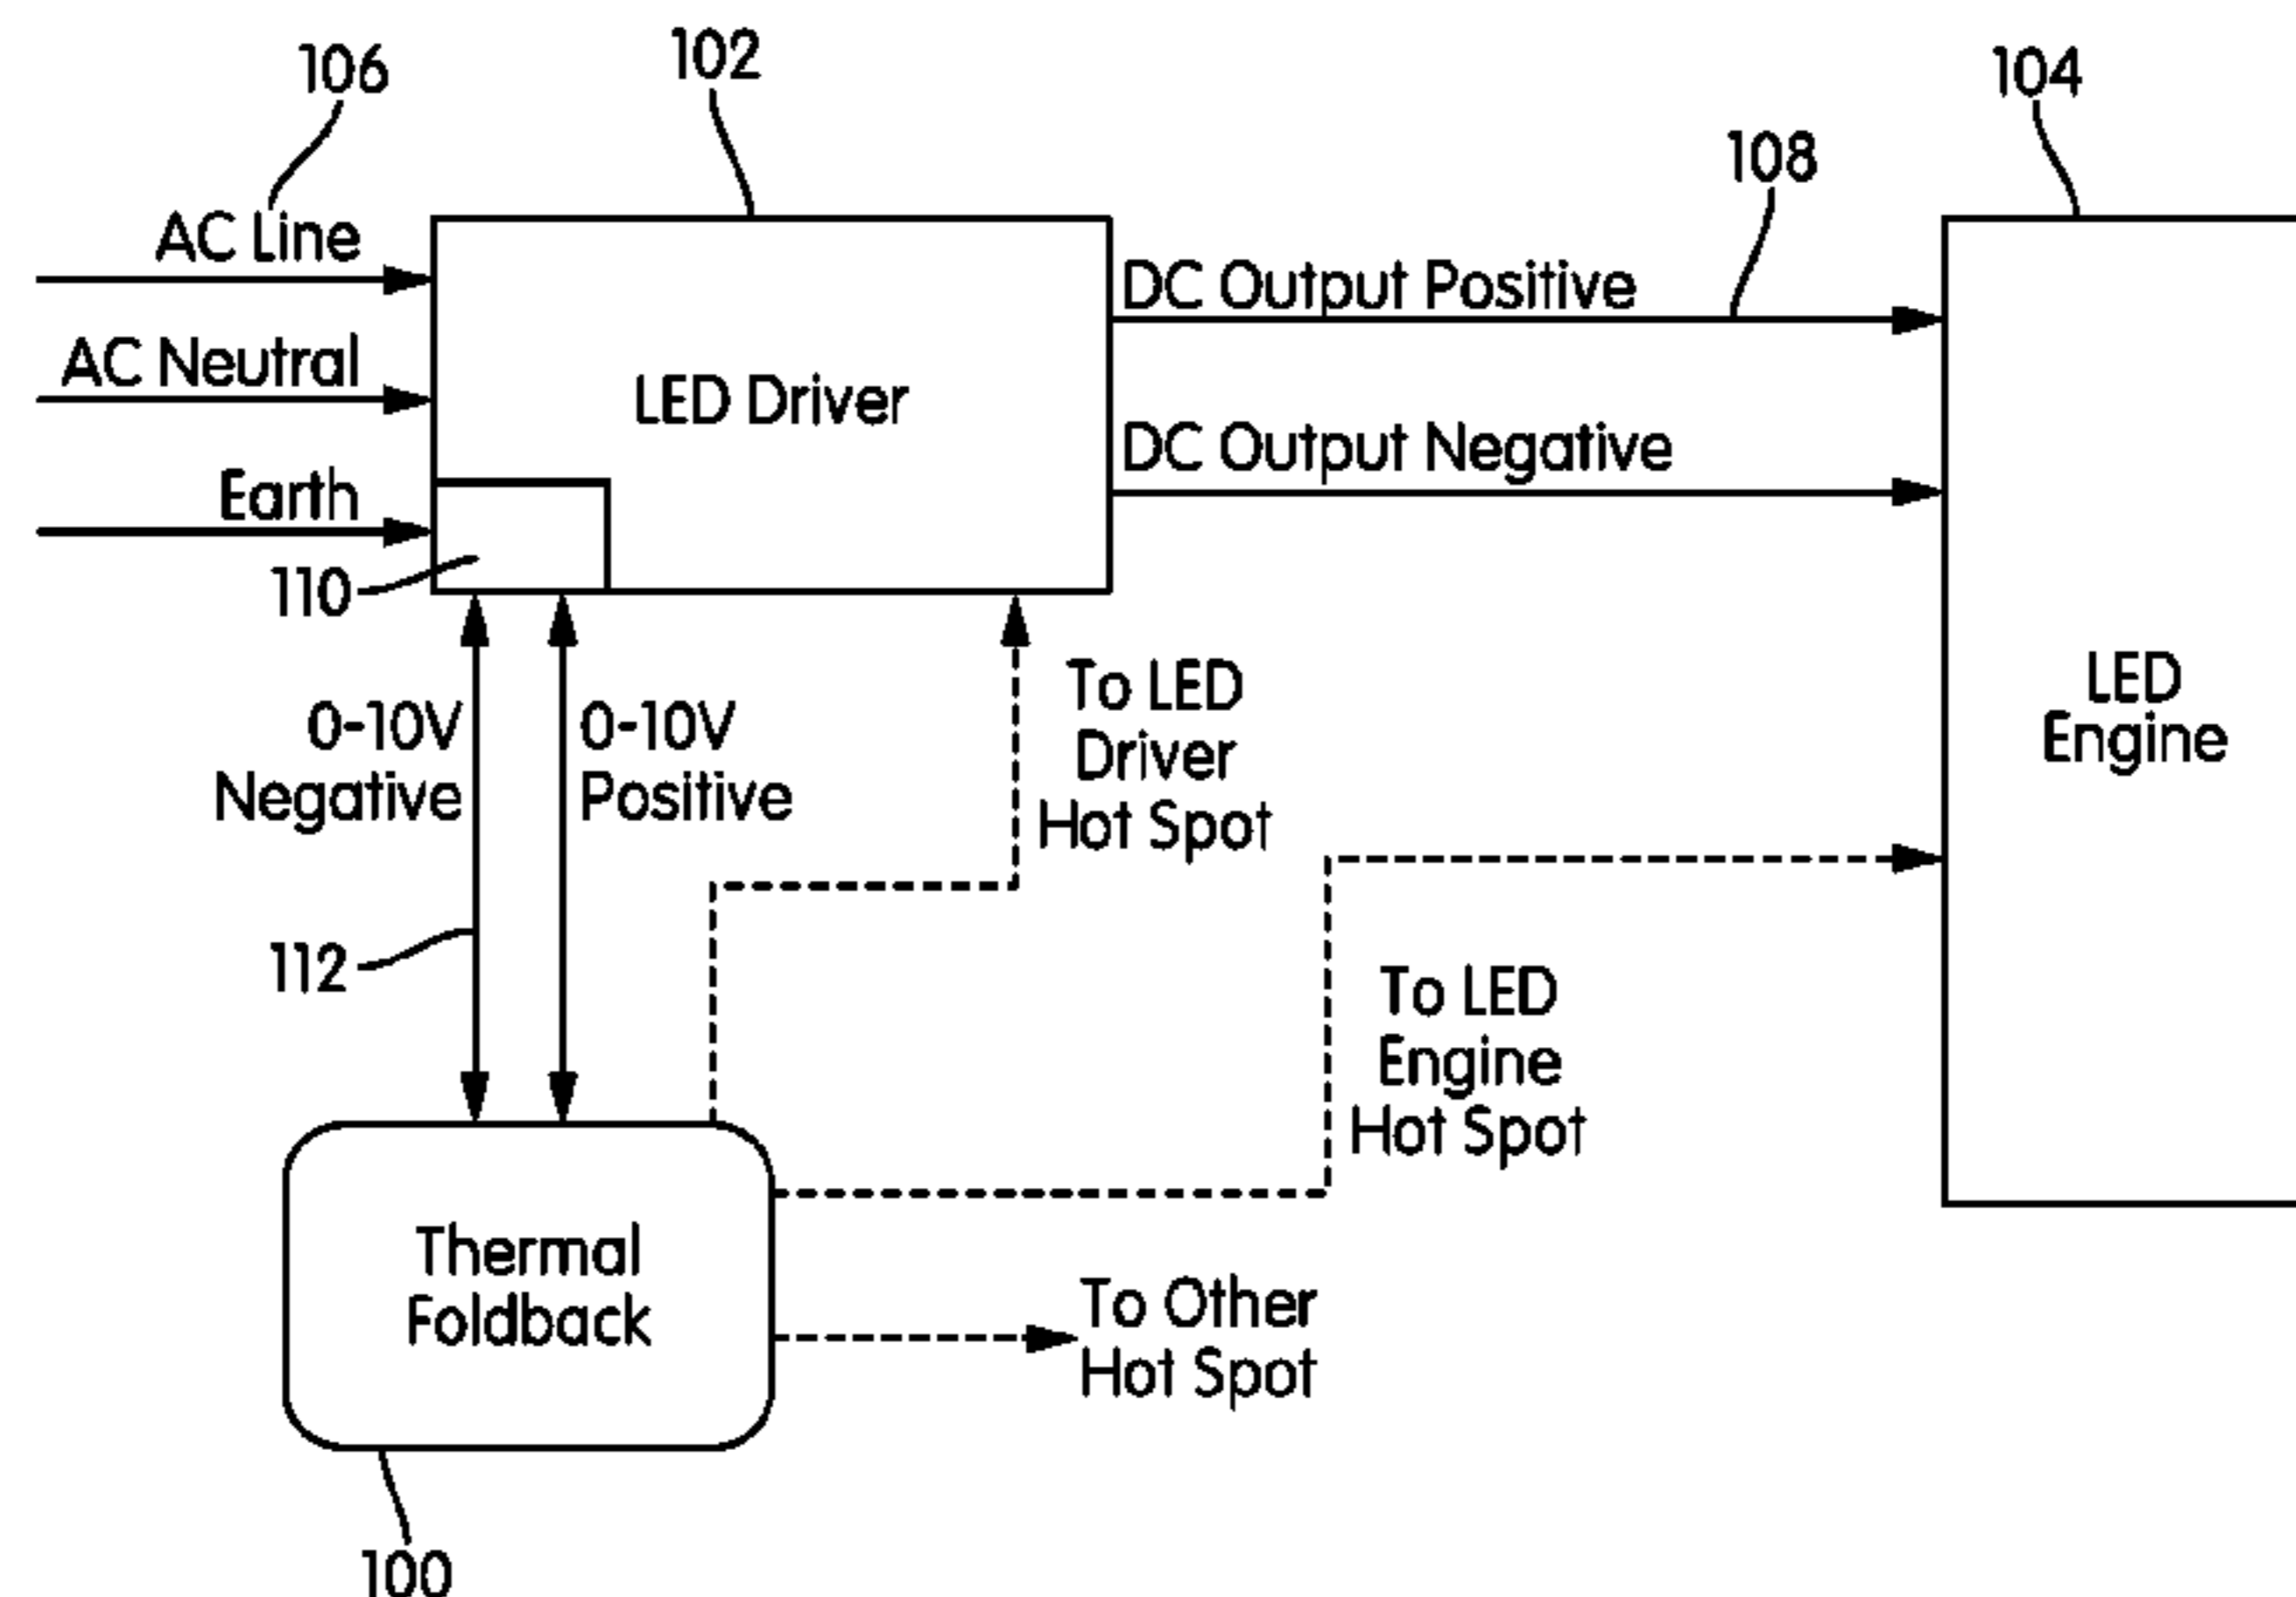 106
102
104
108
AC Line
DC Output Positive
AC Neutral
LED Driver
DC Output Negative
Earth
110
To LED
Driver
Hot Spot
LED
Engine
0-10V
Negative
0-10V
Positive
112
To LED
Engine
Hot Spot
Thermal
Foldback
To Other
Hot Spot
100